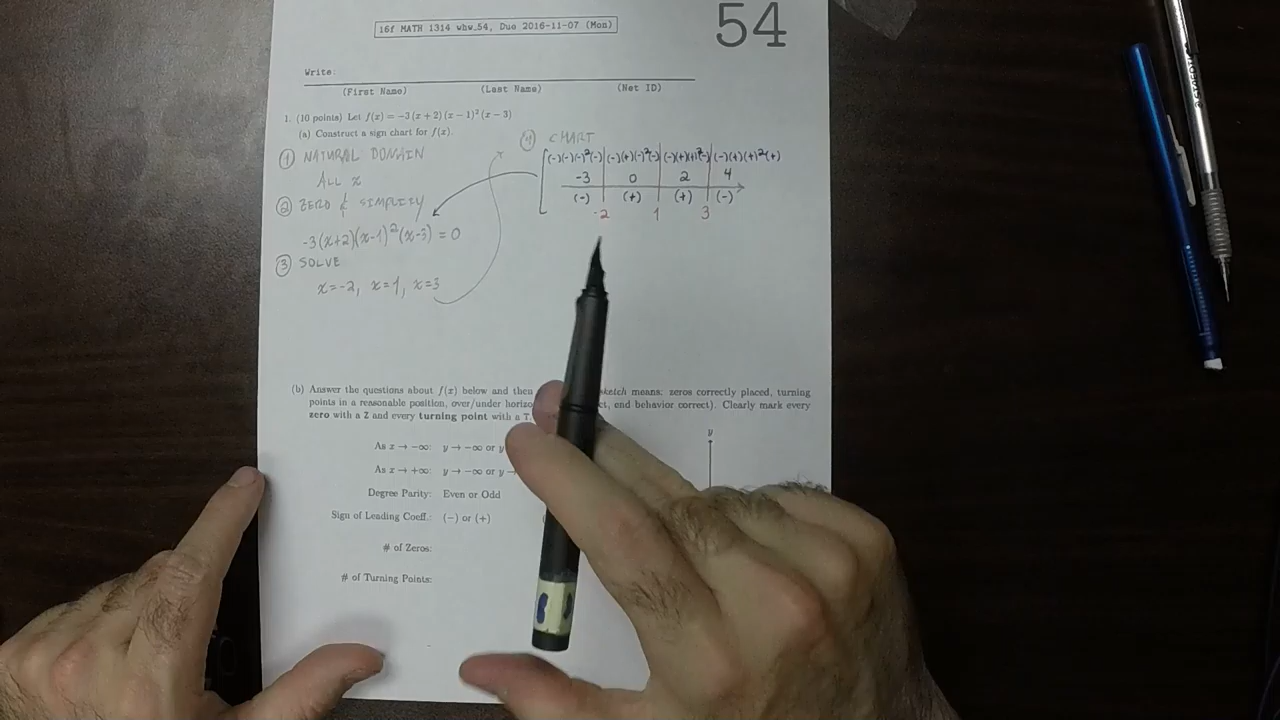 16f MATH 1314 whw_54, Due 2016-11-07 (Mon)
54
Write:
(First Name) (Last Name) (Net ID)
1. (10 points) Let f(x) = −3(x + 2)(x − 1)²(x − 3)
(a) Construct a sign chart for f(x).
① NATURAL DOMAIN
ALL x
② ZERO & SIMPLIFY
-3(x+2)(x-1)²(x-3) = 0
③ SOLVE
x=-2, x=1, x=3
④ CHART
(-)(-)(-)²(-) (-)(+)(-)²(-) (-)(+)(+)²(-) (-)(+)(+)²(+)
-3 0 2 4
(-) (+) (+) (-)
-2 1 3
(b) Answer the questions about f(x) below and then sketch means: zeros correctly placed, turning
points in a reasonable position, over/under end behavior correct). Clearly mark every
zero with a Z and every turning point with a T.
As x → −∞: y → −∞ or y
As x → +∞: y → −∞ or y →
Degree Parity: Even or Odd
Sign of Leading Coeff.: (−) or (+)
# of Zeros:
# of Turning Points:
y